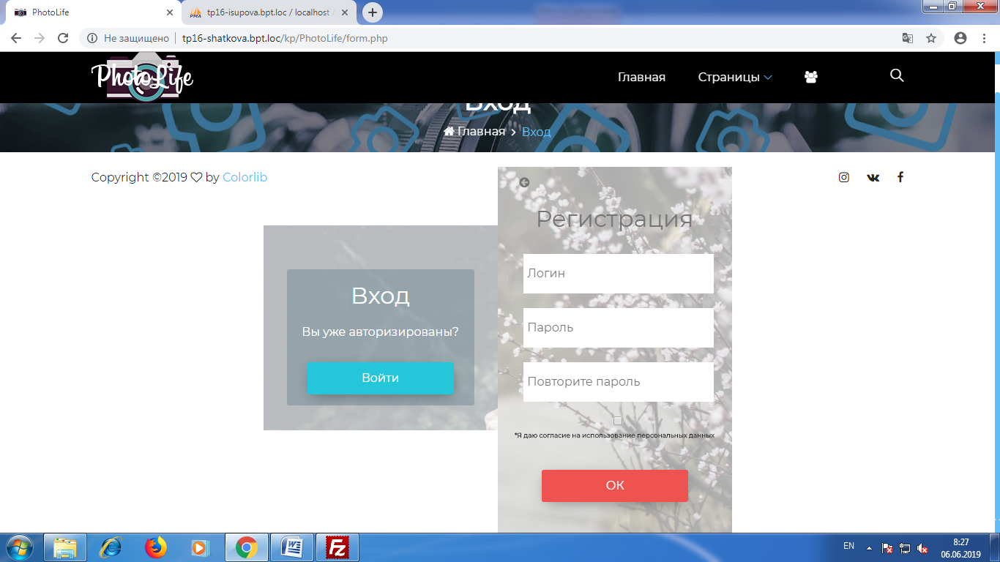 PhotoLife
tp16-isupova.bpt.loc / localhost /
Не защищено
tp16-shatkova.bpt.loc/kp/PhotoLife/form.php
PhotoLife
Главная
Страницы
Вход
Главная
Вход
Copyright ©2019 by Colorlib
Регистрация
Логин
Пароль
Повторите пароль
*Я даю согласие на использование персональных данных
OK
Вход
Вы уже авторизированы?
Войти
EN
8:27
06.06.2019